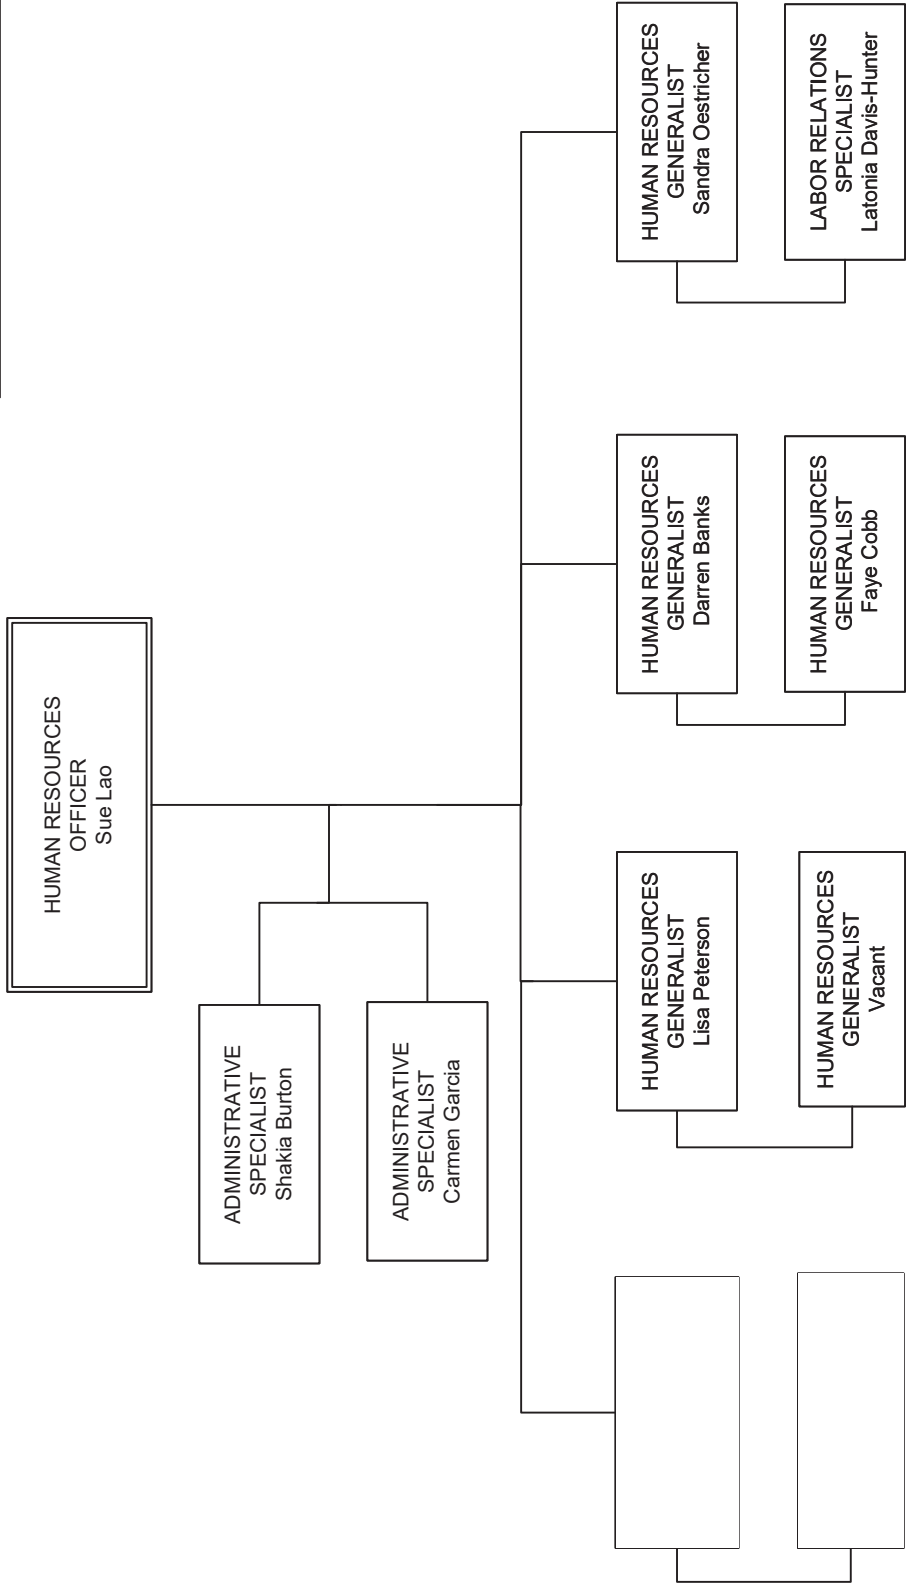 HUMAN RESOURCES
OFFICER
Sue Lao
ADMINISTRATIVE
SPECIALIST
Shakia Burton
ADMINISTRATIVE
SPECIALIST
Carmen Garcia
HUMAN RESOURCES
GENERALIST
Lisa Peterson
HUMAN RESOURCES
GENERALIST
Vacant
HUMAN RESOURCES
GENERALIST
Darren Banks
HUMAN RESOURCES
GENERALIST
Faye Cobb
HUMAN RESOURCES
GENERALIST
Sandra Oestricher
LABOR RELATIONS
SPECIALIST
Latonia Davis-Hunter